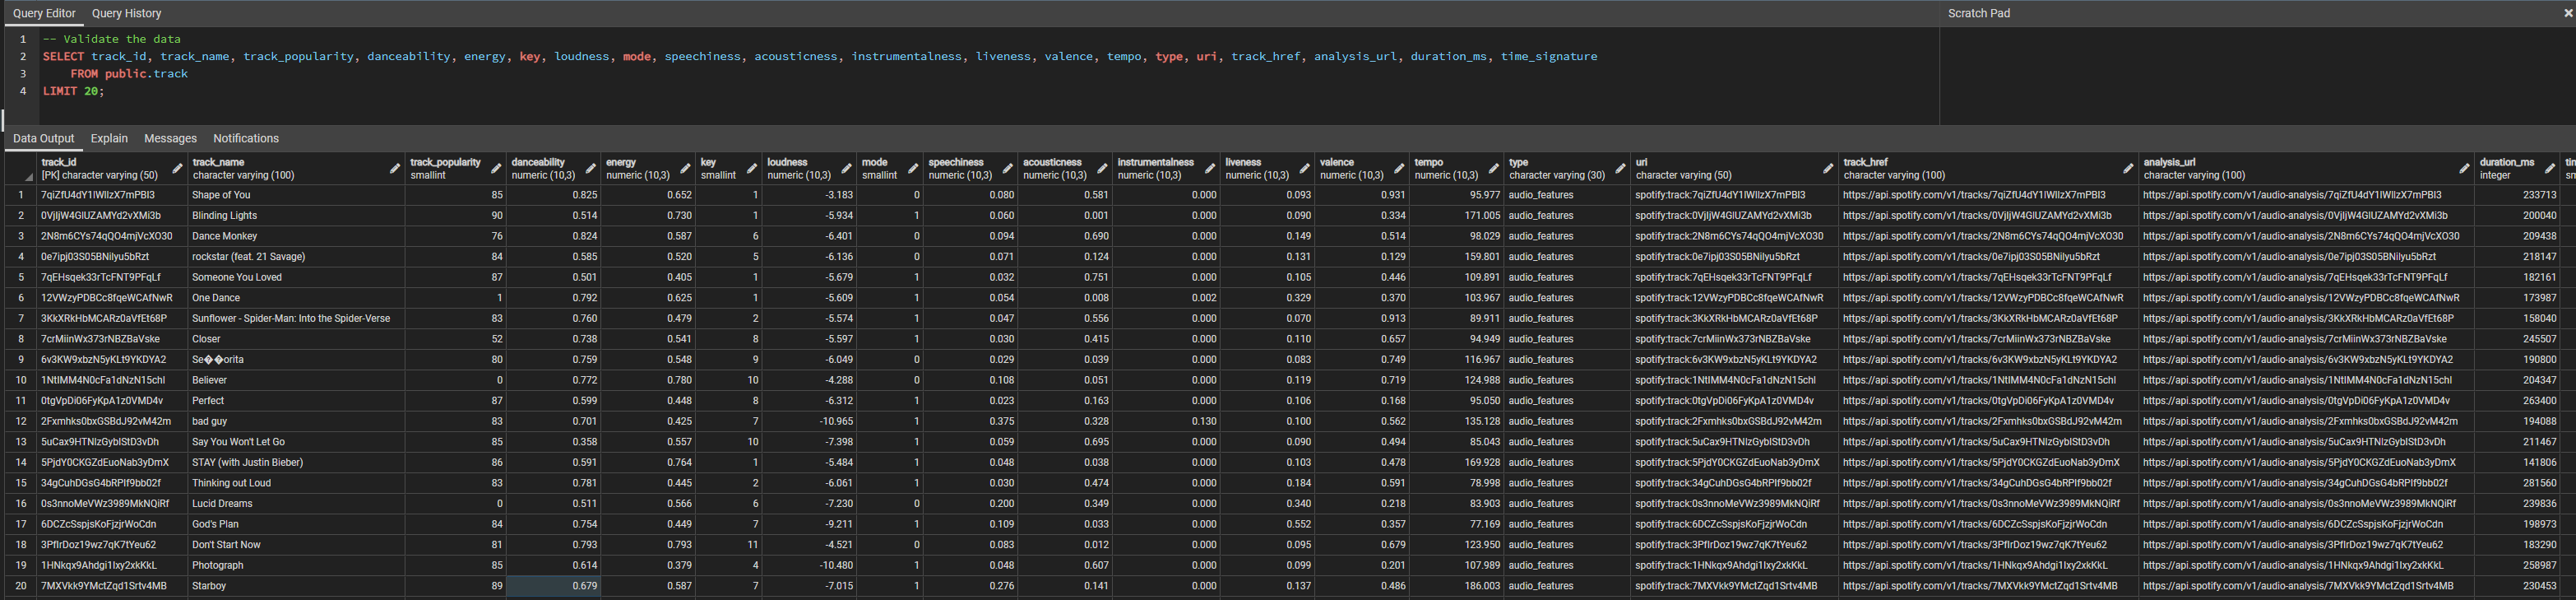 Query Editor Query History Scratch Pad
1 -- Validate the data
2 SELECT track_id, track_name, track_popularity, danceability, energy, key, loudness, mode, speechiness, acousticness, instrumentalness, liveness, valence, tempo, type, uri, track_href, analysis_url, duration_ms, time_signature
3 FROM public.track
4 LIMIT 20;
Data Output Explain Messages Notifications
track_id track_name track_popularity danceability energy key loudness mode speechiness acousticness instrumentalness liveness valence tempo type uri track_href analysis_url duration_ms
[PK] character varying (50) character varying (100) smallint numeric (10,3) numeric (10,3) smallint numeric (10,3) smallint numeric (10,3) numeric (10,3) numeric (10,3) numeric (10,3) numeric (10,3) numeric (10,3) character varying (30) character varying (50) character varying (100) character varying (100) integer
1 7qiZfU4dY1lWllzX7mPBI3 Shape of You 85 0.825 0.652 1 -3.183 0 0.080 0.581 0.000 0.093 0.931 95.977 audio_features spotify:track:7qiZfU4dY1lWllzX7mPBI3 https://api.spotify.com/v1/tracks/7qiZfU4dY1lWllzX7mPBI3 https://api.spotify.com/v1/audio-analysis/7qiZfU4dY1lWllzX7mPBI3 233713
2 0VjIjW4GlUZAMYd2vXMi3b Blinding Lights 90 0.514 0.730 1 -5.934 1 0.060 0.001 0.000 0.090 0.334 171.005 audio_features spotify:track:0VjIjW4GlUZAMYd2vXMi3b https://api.spotify.com/v1/tracks/0VjIjW4GlUZAMYd2vXMi3b https://api.spotify.com/v1/audio-analysis/0VjIjW4GlUZAMYd2vXMi3b 200040
3 2N8m6CYs74qQO4mjVcXO30 Dance Monkey 76 0.824 0.587 6 -6.401 0 0.094 0.690 0.000 0.149 0.514 98.029 audio_features spotify:track:2N8m6CYs74qQO4mjVcXO30 https://api.spotify.com/v1/tracks/2N8m6CYs74qQO4mjVcXO30 https://api.spotify.com/v1/audio-analysis/2N8m6CYs74qQO4mjVcXO30 209438
4 0e7ipj03S05BNilyu5bRzt rockstar (feat. 21 Savage) 84 0.585 0.520 5 -6.136 0 0.071 0.124 0.000 0.131 0.129 159.801 audio_features spotify:track:0e7ipj03S05BNilyu5bRzt https://api.spotify.com/v1/tracks/0e7ipj03S05BNilyu5bRzt https://api.spotify.com/v1/audio-analysis/0e7ipj03S05BNilyu5bRzt 218147
5 7qEHsqek33rTcFNT9PFqLf Someone You Loved 87 0.501 0.405 1 -5.679 1 0.032 0.751 0.000 0.105 0.446 109.891 audio_features spotify:track:7qEHsqek33rTcFNT9PFqLf https://api.spotify.com/v1/tracks/7qEHsqek33rTcFNT9PFqLf https://api.spotify.com/v1/audio-analysis/7qEHsqek33rTcFNT9PFqLf 182161
6 12VWzyPDBCc8fqeWCAfNwR One Dance 1 0.792 0.625 1 -5.609 1 0.054 0.008 0.002 0.329 0.370 103.967 audio_features spotify:track:12VWzyPDBCc8fqeWCAfNwR https://api.spotify.com/v1/tracks/12VWzyPDBCc8fqeWCAfNwR https://api.spotify.com/v1/audio-analysis/12VWzyPDBCc8fqeWCAfNwR 173987
7 3KkXRkHbMCARz0aVfEt68P Sunflower - Spider-Man: Into the Spider-Verse 83 0.760 0.479 2 -5.574 1 0.047 0.556 0.000 0.070 0.913 89.911 audio_features spotify:track:3KkXRkHbMCARz0aVfEt68P https://api.spotify.com/v1/tracks/3KkXRkHbMCARz0aVfEt68P https://api.spotify.com/v1/audio-analysis/3KkXRkHbMCARz0aVfEt68P 158040
8 7crMiinWx373rNBZBaVske Closer 52 0.738 0.541 8 -5.597 1 0.030 0.415 0.000 0.110 0.657 94.949 audio_features spotify:track:7crMiinWx373rNBZBaVske https://api.spotify.com/v1/tracks/7crMiinWx373rNBZBaVske https://api.spotify.com/v1/audio-analysis/7crMiinWx373rNBZBaVske 245507
9 6v3KW9xbzN5yKLt9YKDYA2 Se��orita 80 0.759 0.548 9 -6.049 0 0.029 0.039 0.000 0.083 0.749 116.967 audio_features spotify:track:6v3KW9xbzN5yKLt9YKDYA2 https://api.spotify.com/v1/tracks/6v3KW9xbzN5yKLt9YKDYA2 https://api.spotify.com/v1/audio-analysis/6v3KW9xbzN5yKLt9YKDYA2 190800
10 1NtIMM4N0cFa1dNzN15chl Believer 0 0.772 0.780 10 -4.288 0 0.108 0.051 0.000 0.119 0.719 124.988 audio_features spotify:track:1NtIMM4N0cFa1dNzN15chl https://api.spotify.com/v1/tracks/1NtIMM4N0cFa1dNzN15chl https://api.spotify.com/v1/audio-analysis/1NtIMM4N0cFa1dNzN15chl 204347
11 0tgVpDi06FyKpA1z0VMD4v Perfect 87 0.599 0.448 8 -6.312 1 0.023 0.163 0.000 0.106 0.168 95.050 audio_features spotify:track:0tgVpDi06FyKpA1z0VMD4v https://api.spotify.com/v1/tracks/0tgVpDi06FyKpA1z0VMD4v https://api.spotify.com/v1/audio-analysis/0tgVpDi06FyKpA1z0VMD4v 263400
12 2Fxmhks0bxGSBdJ92vM42m bad guy 83 0.701 0.425 7 -10.965 1 0.375 0.328 0.130 0.100 0.562 135.128 audio_features spotify:track:2Fxmhks0bxGSBdJ92vM42m https://api.spotify.com/v1/tracks/2Fxmhks0bxGSBdJ92vM42m https://api.spotify.com/v1/audio-analysis/2Fxmhks0bxGSBdJ92vM42m 194088
13 5uCax9HTNlzGybIStD3vDh Say You Won't Let Go 85 0.358 0.557 10 -7.398 1 0.059 0.695 0.000 0.090 0.494 85.043 audio_features spotify:track:5uCax9HTNlzGybIStD3vDh https://api.spotify.com/v1/tracks/5uCax9HTNlzGybIStD3vDh https://api.spotify.com/v1/audio-analysis/5uCax9HTNlzGybIStD3vDh 211467
14 5PjdY0CKGZdEuoNab3yDmX STAY (with Justin Bieber) 86 0.591 0.764 1 -5.484 1 0.048 0.038 0.000 0.103 0.478 169.928 audio_features spotify:track:5PjdY0CKGZdEuoNab3yDmX https://api.spotify.com/v1/tracks/5PjdY0CKGZdEuoNab3yDmX https://api.spotify.com/v1/audio-analysis/5PjdY0CKGZdEuoNab3yDmX 141806
15 34gCuhDGsG4bRPIf9bb02f Thinking out Loud 83 0.781 0.445 2 -6.061 1 0.030 0.474 0.000 0.184 0.591 78.998 audio_features spotify:track:34gCuhDGsG4bRPIf9bb02f https://api.spotify.com/v1/tracks/34gCuhDGsG4bRPIf9bb02f https://api.spotify.com/v1/audio-analysis/34gCuhDGsG4bRPIf9bb02f 281560
16 0s3nnoMeVWz3989MkNQiRf Lucid Dreams 0 0.511 0.566 6 -7.230 0 0.200 0.349 0.000 0.340 0.218 83.903 audio_features spotify:track:0s3nnoMeVWz3989MkNQiRf https://api.spotify.com/v1/tracks/0s3nnoMeVWz3989MkNQiRf https://api.spotify.com/v1/audio-analysis/0s3nnoMeVWz3989MkNQiRf 239836
17 6DCZcSspjsKoFjzjrWoCdn God's Plan 84 0.754 0.449 7 -9.211 1 0.109 0.033 0.000 0.552 0.357 77.169 audio_features spotify:track:6DCZcSspjsKoFjzjrWoCdn https://api.spotify.com/v1/tracks/6DCZcSspjsKoFjzjrWoCdn https://api.spotify.com/v1/audio-analysis/6DCZcSspjsKoFjzjrWoCdn 198973
18 3PfIrDoz19wz7qK7tYeu62 Don't Start Now 81 0.793 0.793 11 -4.521 0 0.083 0.012 0.000 0.095 0.679 123.950 audio_features spotify:track:3PfIrDoz19wz7qK7tYeu62 https://api.spotify.com/v1/tracks/3PfIrDoz19wz7qK7tYeu62 https://api.spotify.com/v1/audio-analysis/3PfIrDoz19wz7qK7tYeu62 183290
19 1HNkqx9Ahdgi1Ixy2xkKkL Photograph 85 0.614 0.379 4 -10.480 1 0.048 0.607 0.000 0.099 0.201 107.989 audio_features spotify:track:1HNkqx9Ahdgi1Ixy2xkKkL https://api.spotify.com/v1/tracks/1HNkqx9Ahdgi1Ixy2xkKkL https://api.spotify.com/v1/audio-analysis/1HNkqx9Ahdgi1Ixy2xkKkL 258987
20 7MXVkk9YMctZqd1Srtv4MB Starboy 89 0.679 0.587 7 -7.015 1 0.276 0.141 0.000 0.137 0.486 186.003 audio_features spotify:track:7MXVkk9YMctZqd1Srtv4MB https://api.spotify.com/v1/tracks/7MXVkk9YMctZqd1Srtv4MB https://api.spotify.com/v1/audio-analysis/7MXVkk9YMctZqd1Srtv4MB 230453